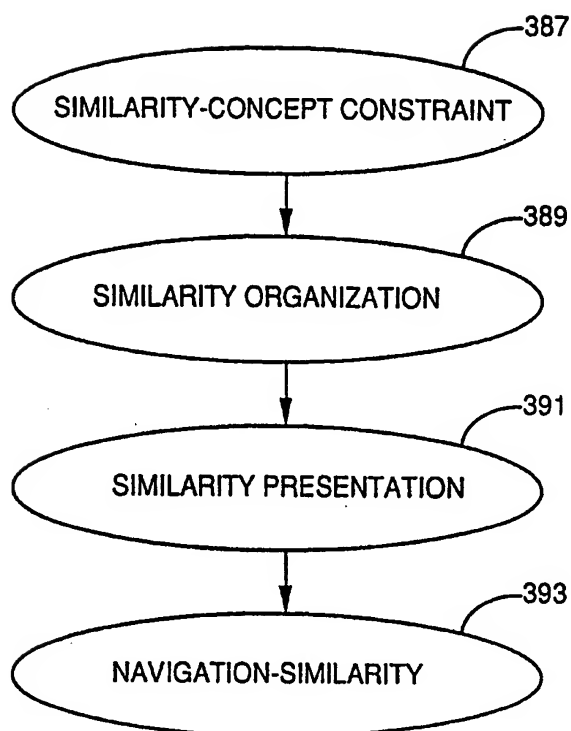 387
SIMILARITY-CONCEPT CONSTRAINT
389
SIMILARITY ORGANIZATION
391
SIMILARITY PRESENTATION
393
NAVIGATION-SIMILARITY